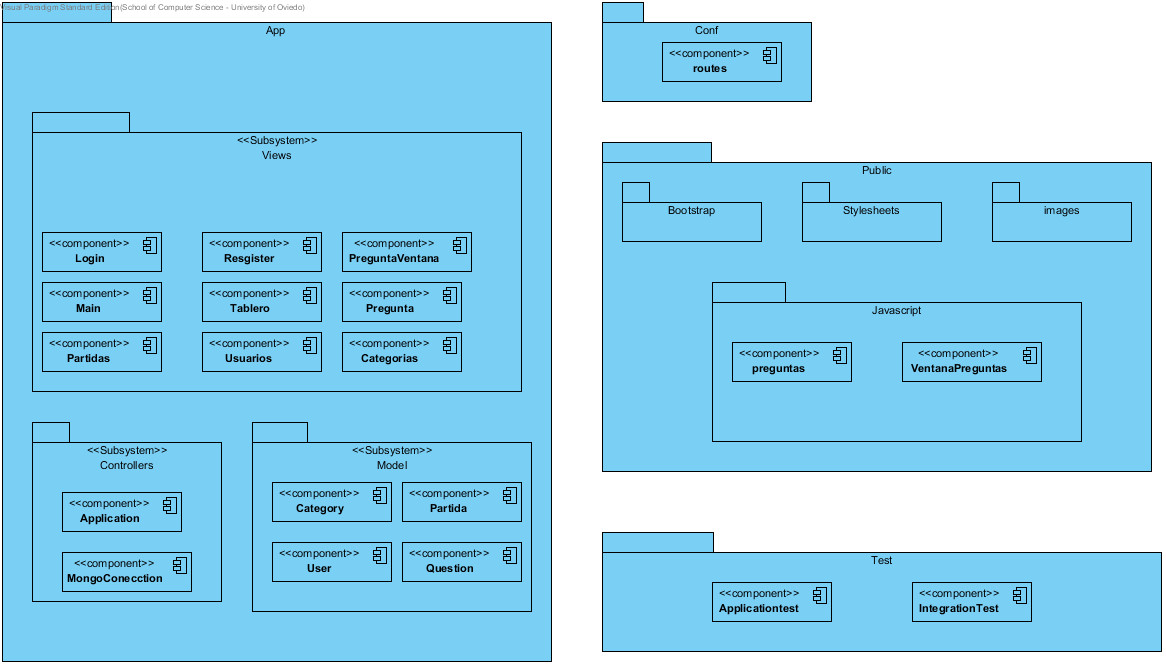 Visual Paradigm Standard Edition(School of Computer Science - University of Oviedo)
App
<<Subsystem>>
Views
<<component>>
Login
<<component>>
Resgister
<<component>>
PreguntaVentana
<<component>>
Main
<<component>>
Tablero
<<component>>
Pregunta
<<component>>
Partidas
<<component>>
Usuarios
<<component>>
Categorias
<<Subsystem>>
Controllers
<<component>>
Application
<<component>>
MongoConecction
<<Subsystem>>
Model
<<component>>
Category
<<component>>
Partida
<<component>>
User
<<component>>
Question
Conf
<<component>>
routes
Public
Bootstrap
Stylesheets
images
Javascript
<<component>>
preguntas
<<component>>
VentanaPreguntas
Test
<<component>>
Applicationtest
<<component>>
IntegrationTest